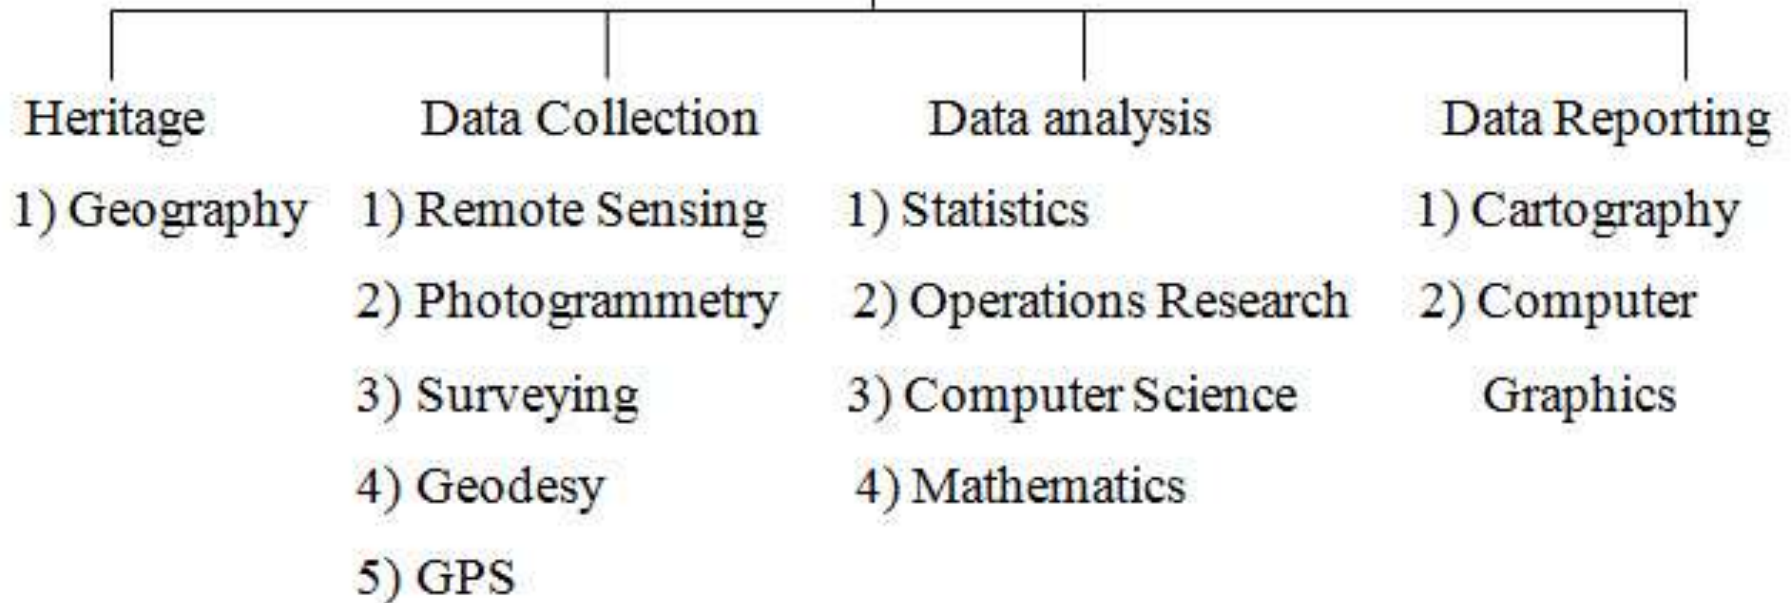 Heritage
1) Geography
Data Collection
1) Remote Sensing
2) Photogrammetry
3) Surveying
4) Geodesy
5) GPS
Data analysis
1) Statistics
2) Operations Research
3) Computer Science
4) Mathematics
Data Reporting
1) Cartography
2) Computer
Graphics